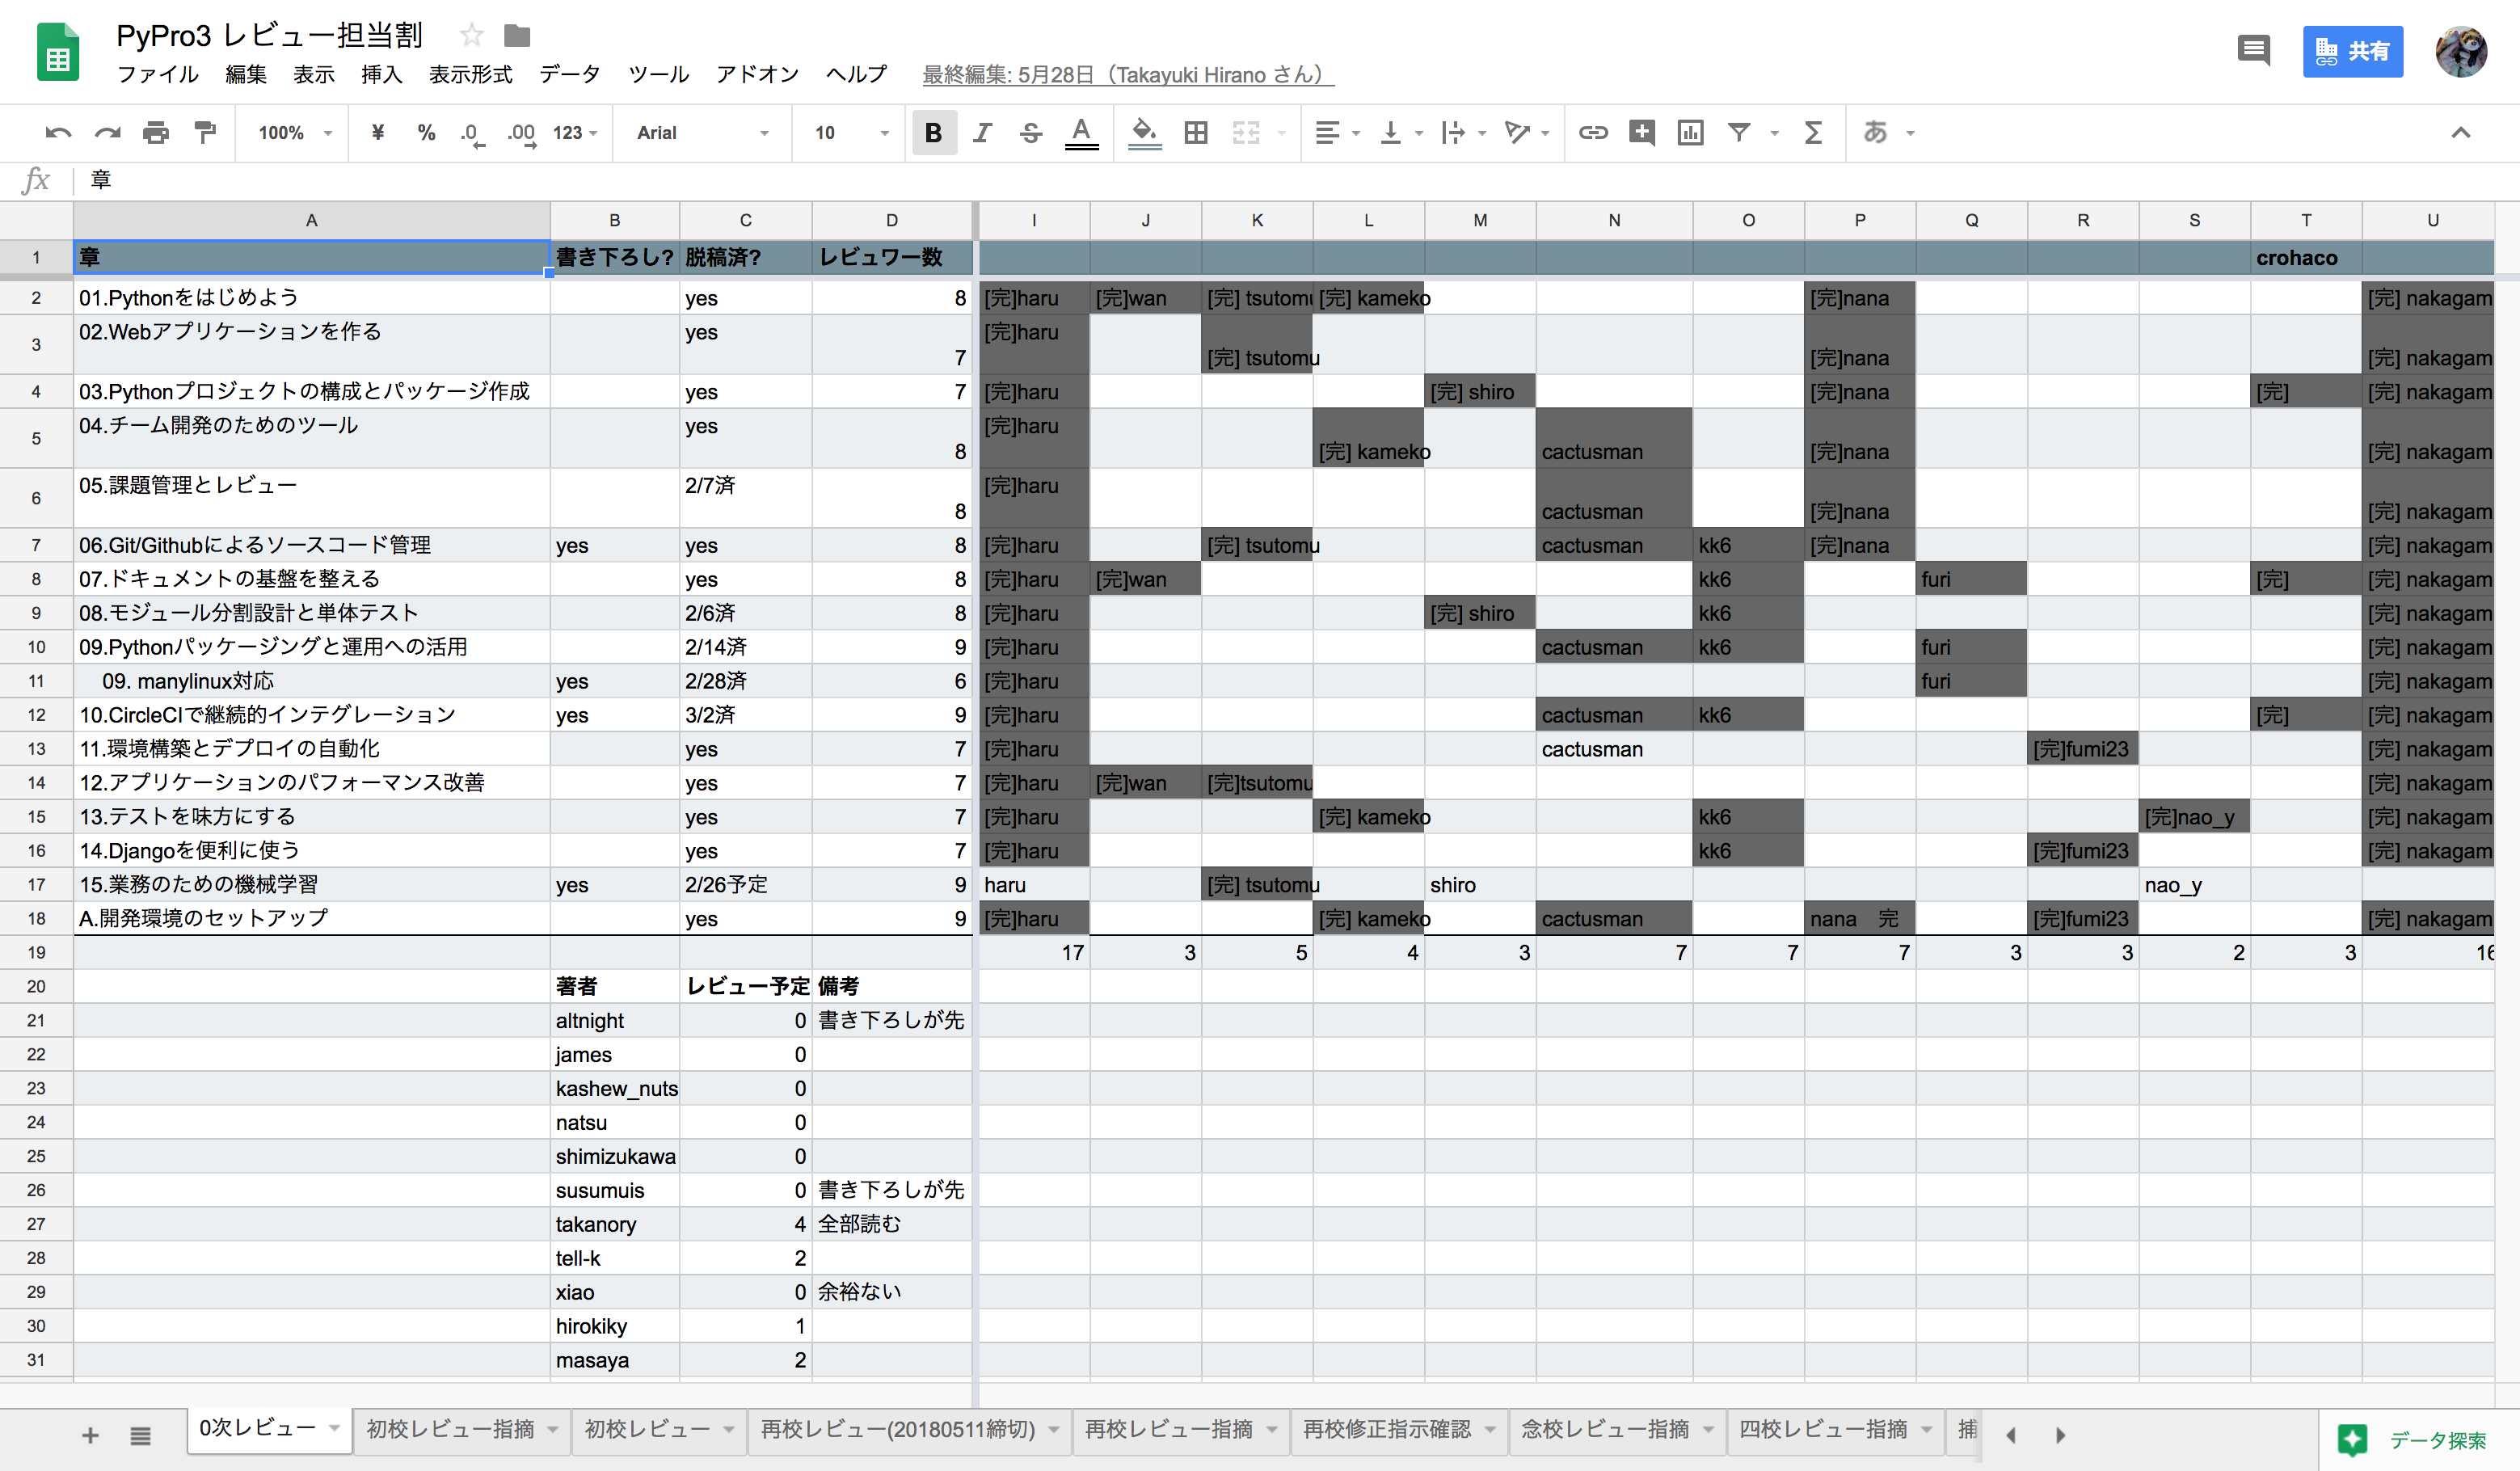 PyPro3 レビュー担当割
ファイル 編集 表示 挿入 表示形式 データ ツール アドオン ヘルプ 最終編集: 5月28日（Takayuki Hirano さん）
共有
100% ¥ % .0 .00 123 Arial 10 B I S A Σ あ
fx 章
A B C D I J K L M N O P Q R S T U
1 章 書き下ろし? 脱稿済? レビュワー数 crohaco
2 01.Pythonをはじめよう yes 8 [完]haru [完]wan [完] tsutomu [完] kameko [完]nana [完] nakagam
3 02.Webアプリケーションを作る yes 7 [完]haru [完] tsutomu [完]nana [完] nakagam
4 03.Pythonプロジェクトの構成とパッケージ作成 yes 7 [完]haru [完] shiro [完]nana [完] [完] nakagam
5 04.チーム開発のためのツール yes 8 [完]haru [完] kameko cactusman [完]nana [完] nakagam
6 05.課題管理とレビュー 2/7済 8 [完]haru cactusman [完]nana [完] nakagam
7 06.Git/Githubによるソースコード管理 yes yes 8 [完]haru [完] tsutomu cactusman kk6 [完]nana [完] nakagam
8 07.ドキュメントの基盤を整える yes 8 [完]haru [完]wan kk6 furi [完] [完] nakagam
9 08.モジュール分割設計と単体テスト 2/6済 8 [完]haru [完] shiro kk6 [完] nakagam
10 09.Pythonパッケージングと運用への活用 2/14済 9 [完]haru cactusman kk6 furi [完] nakagam
11 09. manylinux対応 yes 2/28済 6 [完]haru furi [完] nakagam
12 10.CircleCIで継続的インテグレーション yes 3/2済 9 [完]haru cactusman kk6 [完] [完] nakagam
13 11.環境構築とデプロイの自動化 yes 7 [完]haru cactusman [完]fumi23 [完] nakagam
14 12.アプリケーションのパフォーマンス改善 yes 7 [完]haru [完]wan [完]tsutomu [完] nakagam
15 13.テストを味方にする yes 7 [完]haru [完] kameko kk6 [完]nao_y [完] nakagam
16 14.Djangoを便利に使う yes 7 [完]haru kk6 [完]fumi23 [完] nakagam
17 15.業務のための機械学習 yes 2/26予定 9 haru [完] tsutomu shiro nao_y
18 A.開発環境のセットアップ yes 9 [完]haru [完] kameko cactusman nana 完 [完]fumi23 [完] nakagam
19 17 3 5 4 3 7 7 7 3 3 2 3 16
20 著者 レビュー予定 備考
21 altnight 0 書き下ろしが先
22 james 0
23 kashew_nuts 0
24 natsu 0
25 shimizukawa 0
26 susumuis 0 書き下ろしが先
27 takanory 4 全部読む
28 tell-k 2
29 xiao 0 余裕ない
30 hirokiky 1
31 masaya 2
+ 0次レビュー 初校レビュー指摘 初校レビュー 再校レビュー(20180511締切) 再校レビュー指摘 再校修正指示確認 念校レビュー指摘 四校レビュー指摘 捕 データ探索